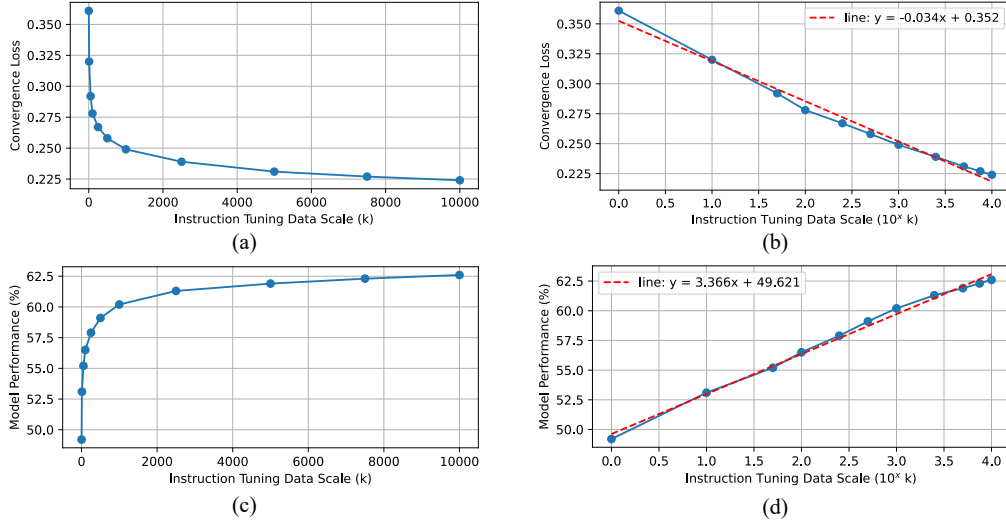 0.350
0.325
0.300
0.275
0.250
0.225
Convergence Loss
0 2000 4000 6000 8000 10000
Instruction Tuning Data Scale (k)
(a)
line: y = -0.034x + 0.352
0.350
0.325
0.300
0.275
0.250
0.225
Convergence Loss
0.0 0.5 1.0 1.5 2.0 2.5 3.0 3.5 4.0
Instruction Tuning Data Scale (10ˣ k)
(b)
62.5
60.0
57.5
55.0
52.5
50.0
Model Performance (%)
0 2000 4000 6000 8000 10000
Instruction Tuning Data Scale (k)
(c)
line: y = 3.366x + 49.621
62.5
60.0
57.5
55.0
52.5
50.0
Model Performance (%)
0.0 0.5 1.0 1.5 2.0 2.5 3.0 3.5 4.0
Instruction Tuning Data Scale (10ˣ k)
(d)